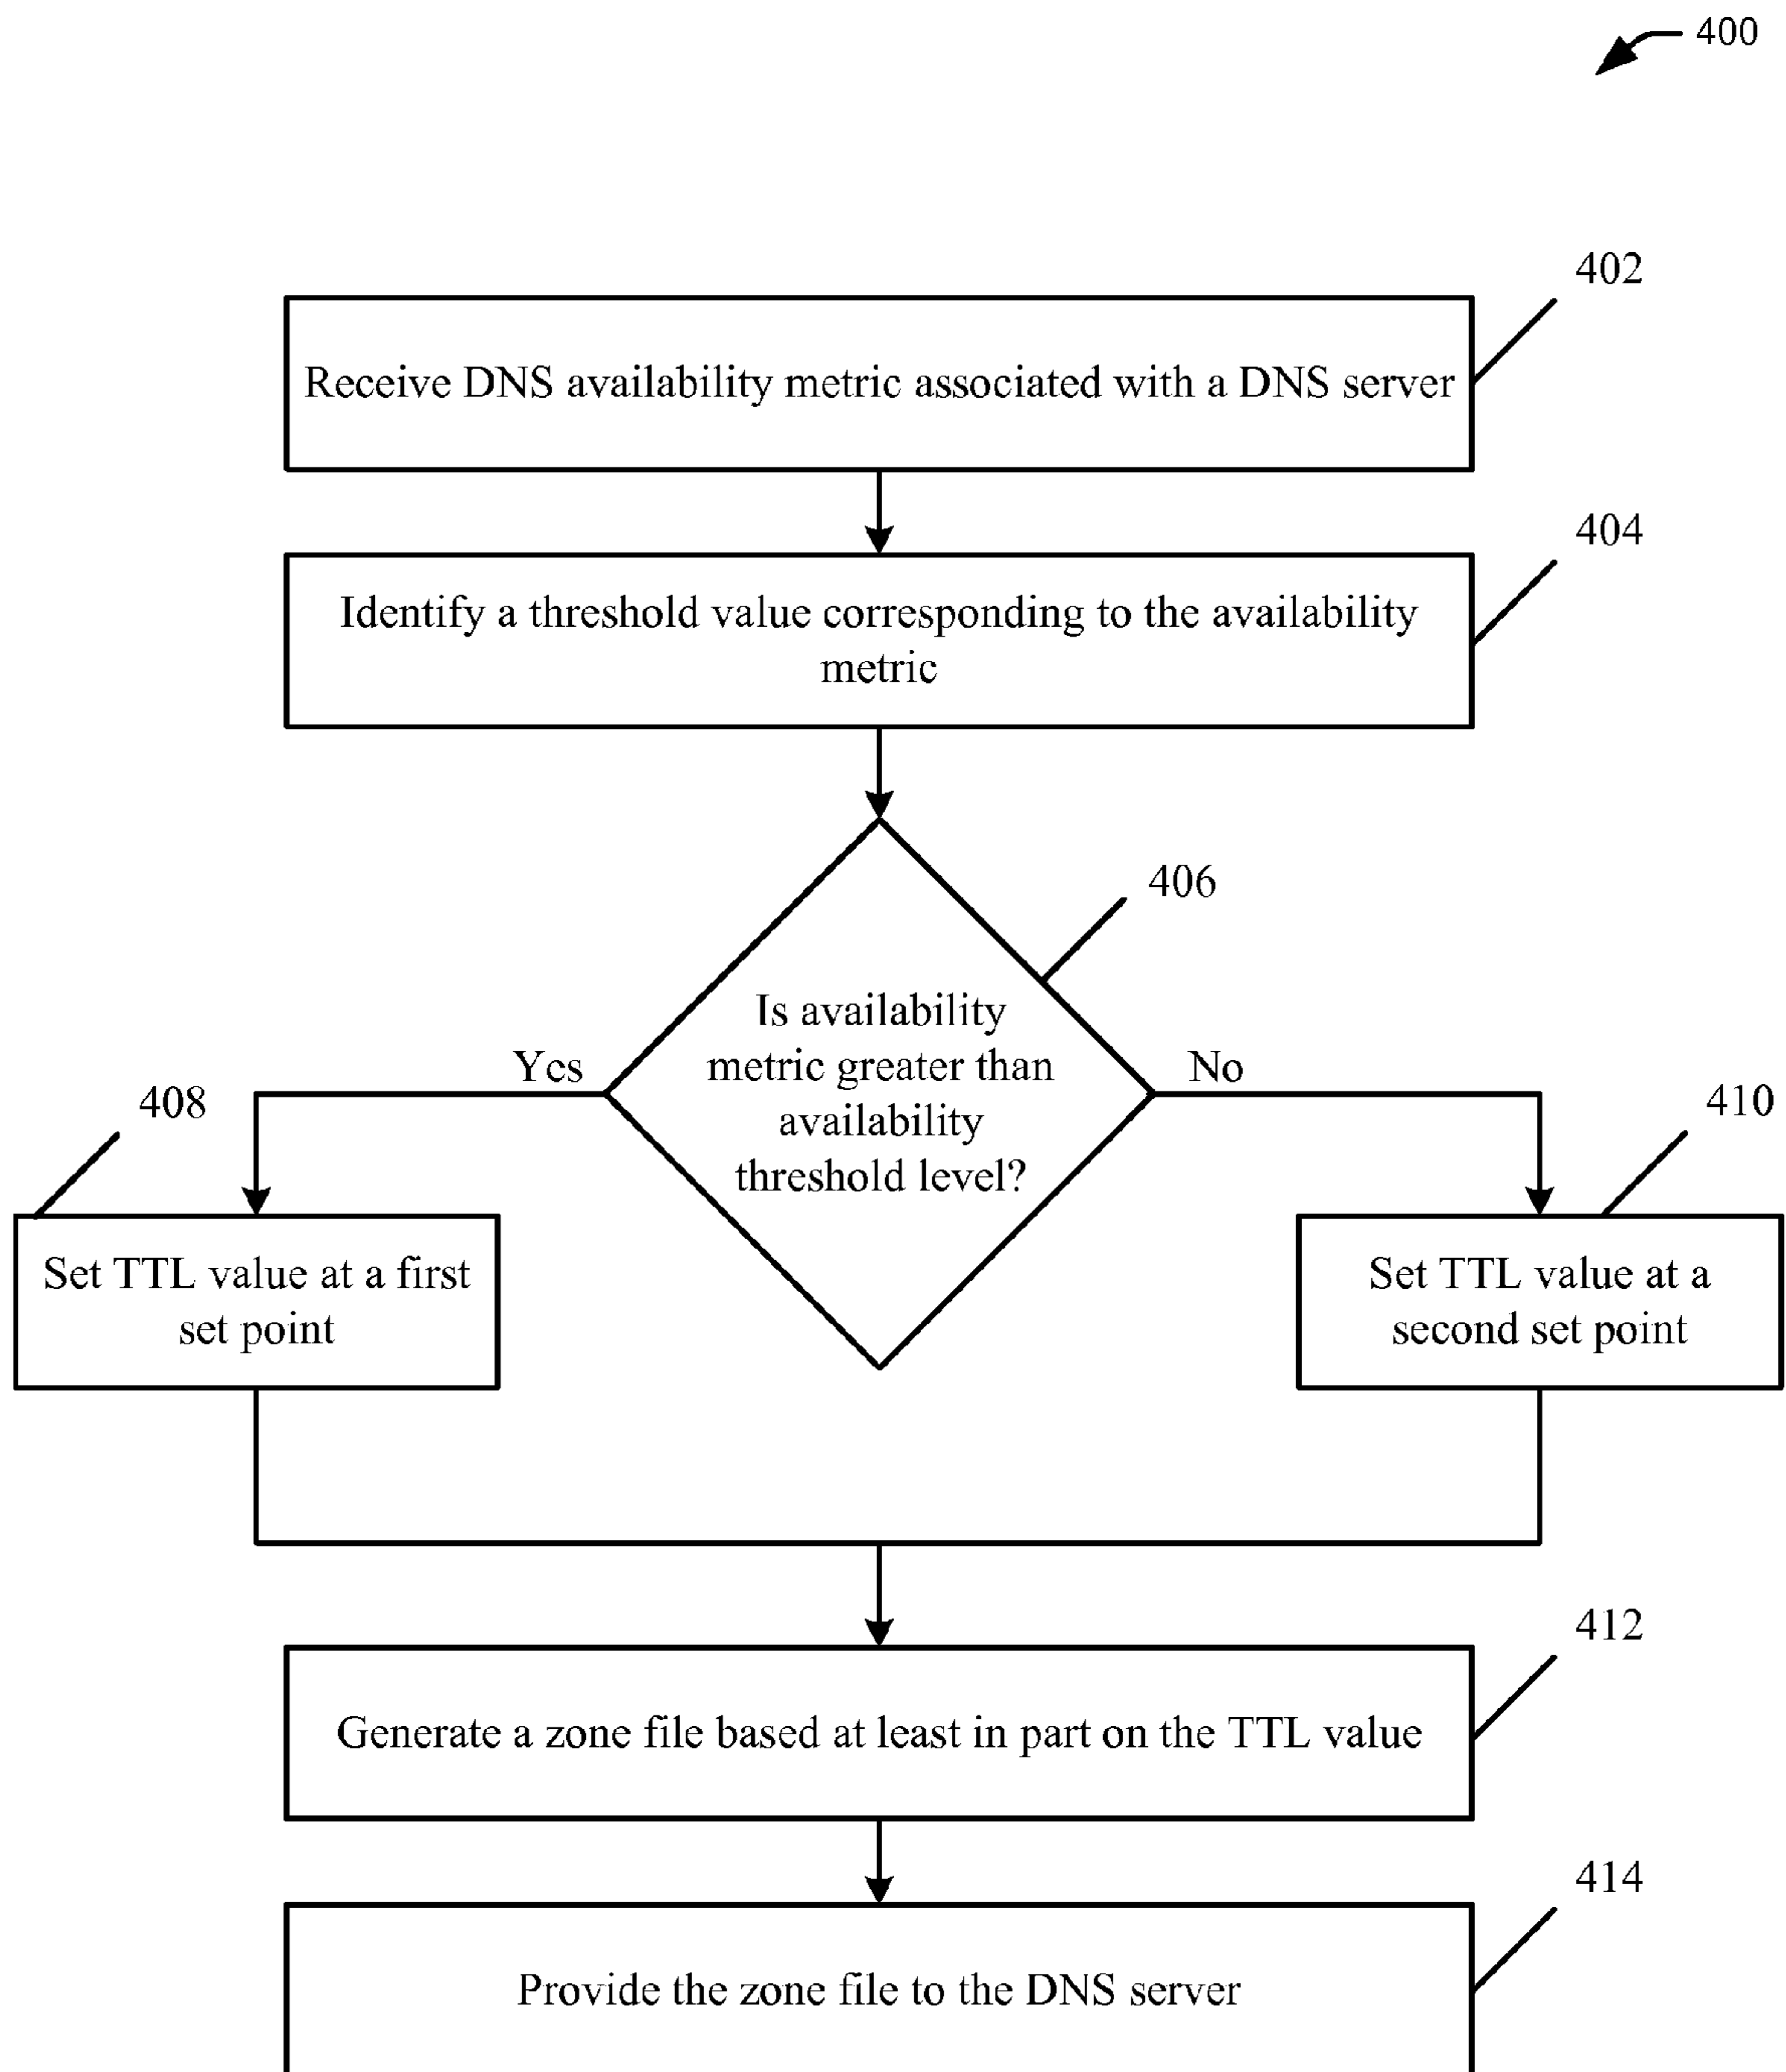 400
402
Receive DNS availability metric associated with a DNS server
404
Identify a threshold value corresponding to the availability
metric
406
Is availability
metric greater than
availability
threshold level?
Yes
No
408
410
Set TTL value at a first
set point
Set TTL value at a
second set point
412
Generate a zone file based at least in part on the TTL value
414
Provide the zone file to the DNS server